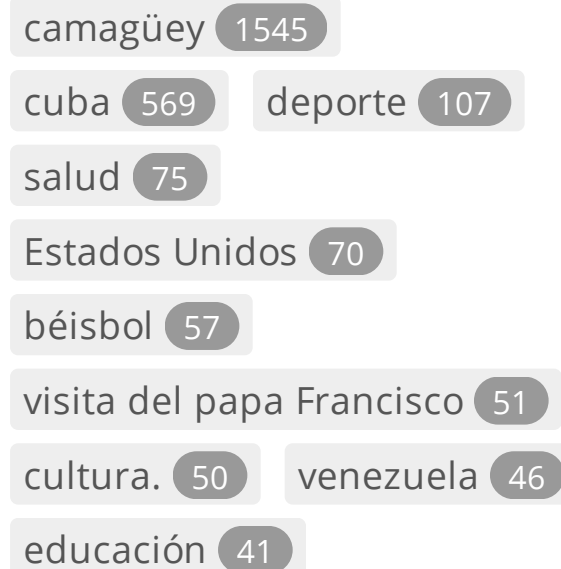 camagüey 1545
cuba 569 deporte 107
salud 75
Estados Unidos 70
béisbol 57
visita del papa Francisco 51
cultura. 50 venezuela 46
educación 41